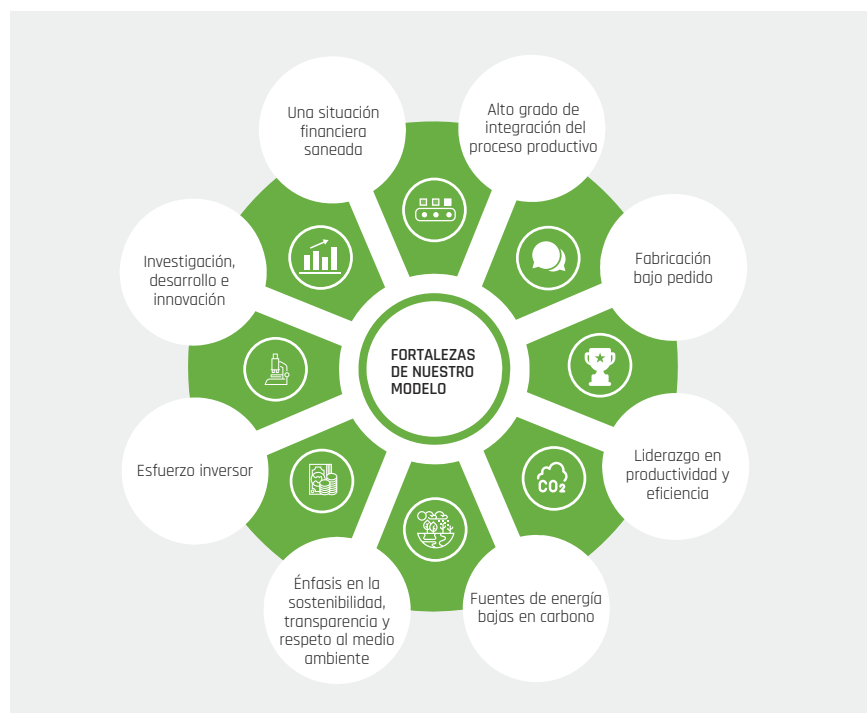 Una situación
financiera
saneada
Alto grado de
integración del
proceso productivo
Investigación,
desarrollo e
innovación
Fabricación
bajo pedido
FORTALEZAS
DE NUESTRO
MODELO
Esfuerzo inversor
Liderazgo en
productividad y
eficiencia
CO2
Énfasis en la
sostenibilidad,
transparencia y
respeto al medio
ambiente
Fuentes de energía
bajas en carbono